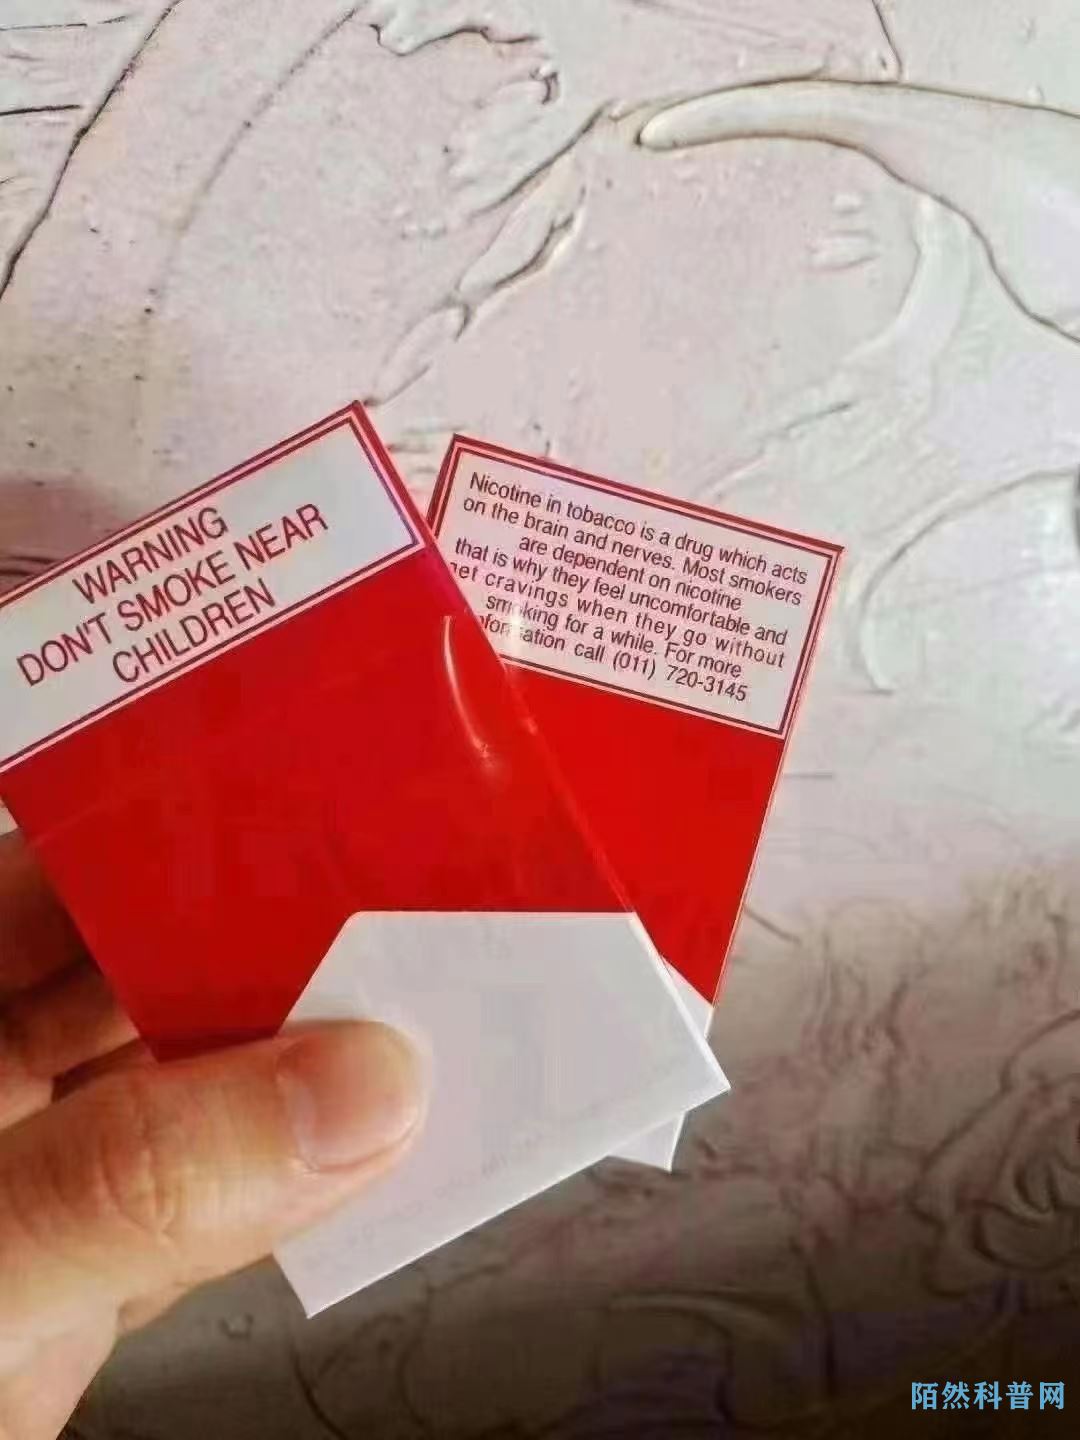 WARNING
DON'T SMOKE NEAR
CHILDREN
Nicotine in tobacco is a drug which acts
on the brain and nerves. Most smokers
are dependent on nicotine
that is why they feel uncomfortable and
cravings when they go without
smoking for a while. For more
call (011) 720-3145
陌然科普网